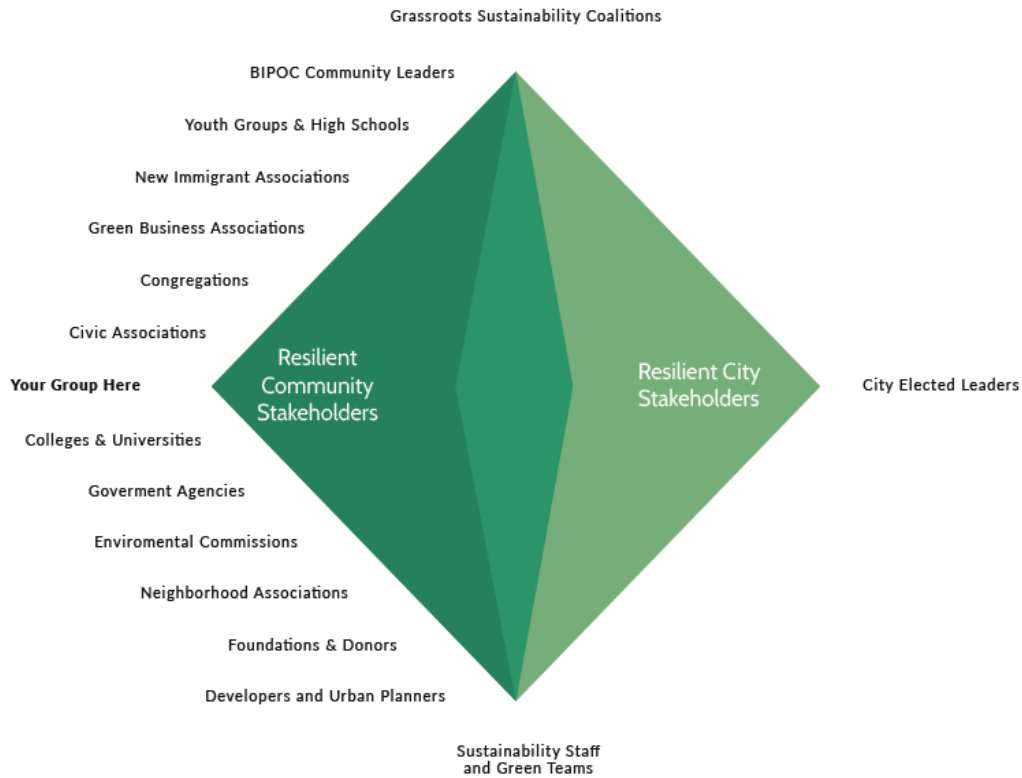 Grassroots Sustainability Coalitions
BIPOC Community Leaders
Youth Groups & High Schools
New Immigrant Associations
Green Business Associations
Congregations
Civic Associations
Resilient
Community
Stakeholders
Resilient City
Stakeholders
Your Group Here
City Elected Leaders
Colleges & Universities
Goverment Agencies
Enviromental Commissions
Neighborhood Associations
Foundations & Donors
Developers and Urban Planners
Sustainability Staff
and Green Teams